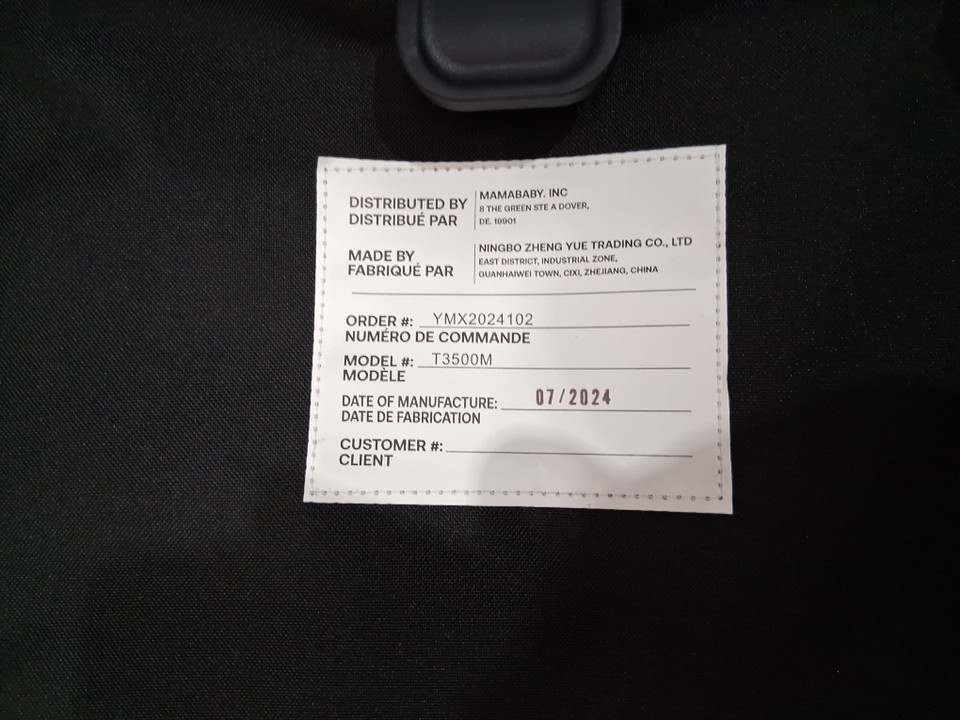 DISTRIBUTED BY
DISTRIBUÉ PAR
MAMABABY. INC
8 THE GREEN STE A DOVER,
DE. 19901
MADE BY
FABRIQUÉ PAR
NINGBO ZHENG YUE TRADING CO., LTD
EAST DISTRICT, INDUSTRIAL ZONE,
GUANHAIWEI TOWN, CIXI, ZHEJIANG, CHINA
ORDER #: YMX2024102
NUMÉRO DE COMMANDE
MODEL #: T3500M
MODÈLE
DATE OF MANUFACTURE: 07/2024
DATE DE FABRICATION
CUSTOMER #:
CLIENT